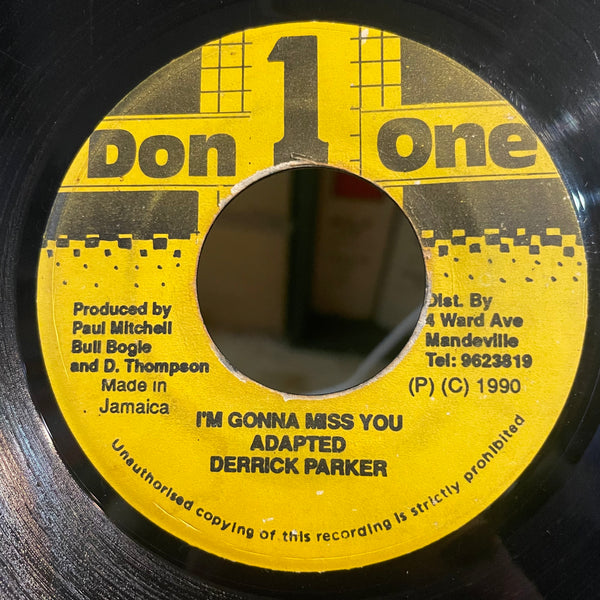 Don 1 One
Produced by
Paul Mitchell
Bull Bogle
and D. Thompson
Made in
Jamaica
Dist. By
4 Ward Ave
Mandeville
Tel: 9623819
(P) (C) 1990
I'M GONNA MISS YOU
ADAPTED
DERRICK PARKER
Unauthorised copying of this recording is strictly prohibited